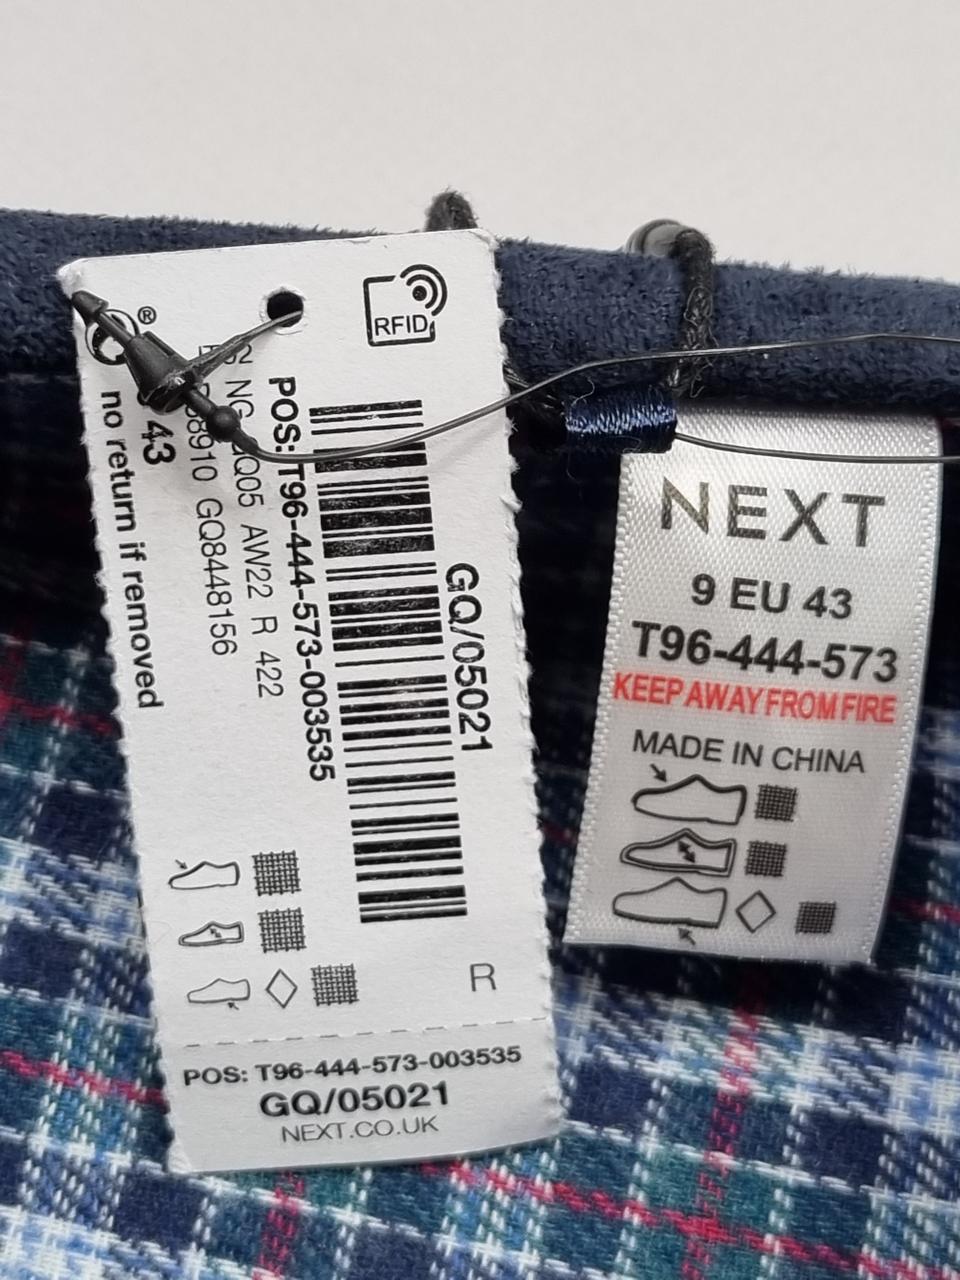 RFID
GQ/05021
POS: T96-444-573-003535
NG AW22 R 422
GQ8448156
43
no return if removed
®
R
POS: T96-444-573-003535
GQ/05021
NEXT.CO.UK
NEXT
9 EU 43
T96-444-573
KEEP AWAY FROM FIRE
MADE IN CHINA